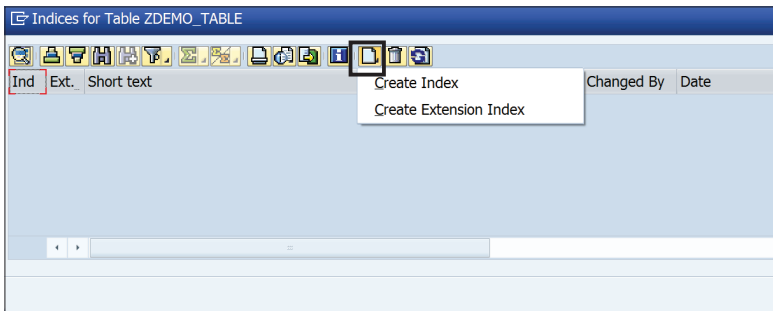 Indices for Table ZDEMO_TABLE
Ind Ext._ Short text Changed By Date
Create Index
Create Extension Index